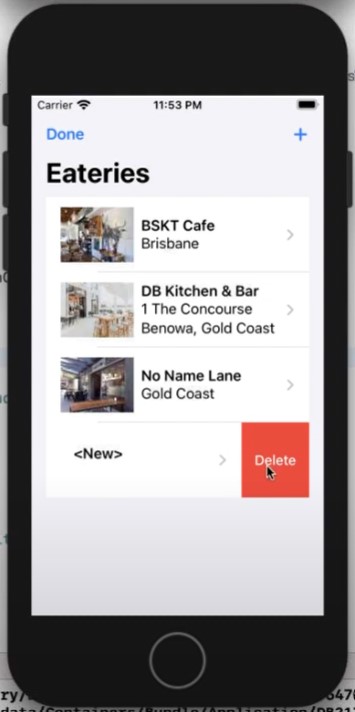 Carrier 11:53 PM
Done +
Eateries
BSKT Cafe
Brisbane
DB Kitchen & Bar
1 The Concourse
Benowa, Gold Coast
No Name Lane
Gold Coast
<New>
Delete